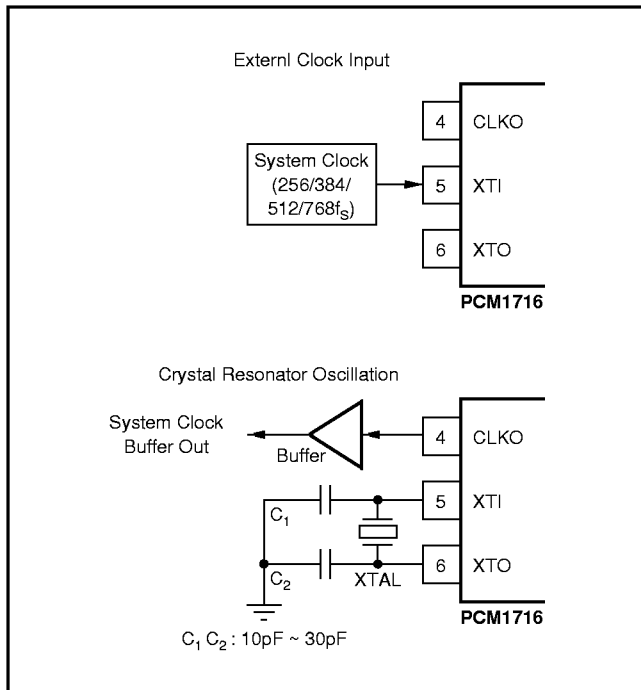 Externl Clock Input
4 CLKO
System Clock
(256/384/
512/768fS)
5 XTI
6 XTO
PCM1716
Crystal Resonator Oscillation
System Clock
Buffer Out
Buffer
4 CLKO
C1
5 XTI
C2
XTAL
6 XTO
PCM1716
C1 C2 : 10pF ~ 30pF